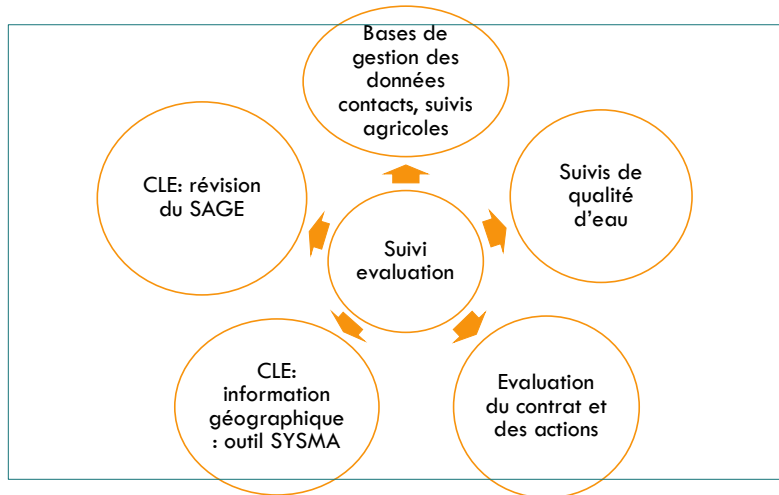 Bases de
gestion des
données
contacts, suivis
agricoles
CLE: révision
du SAGE
Suivis de
qualité
d'eau
Suivi
evaluation
CLE:
information
géographique
: outil SYSMA
Evaluation
du contrat et
des actions